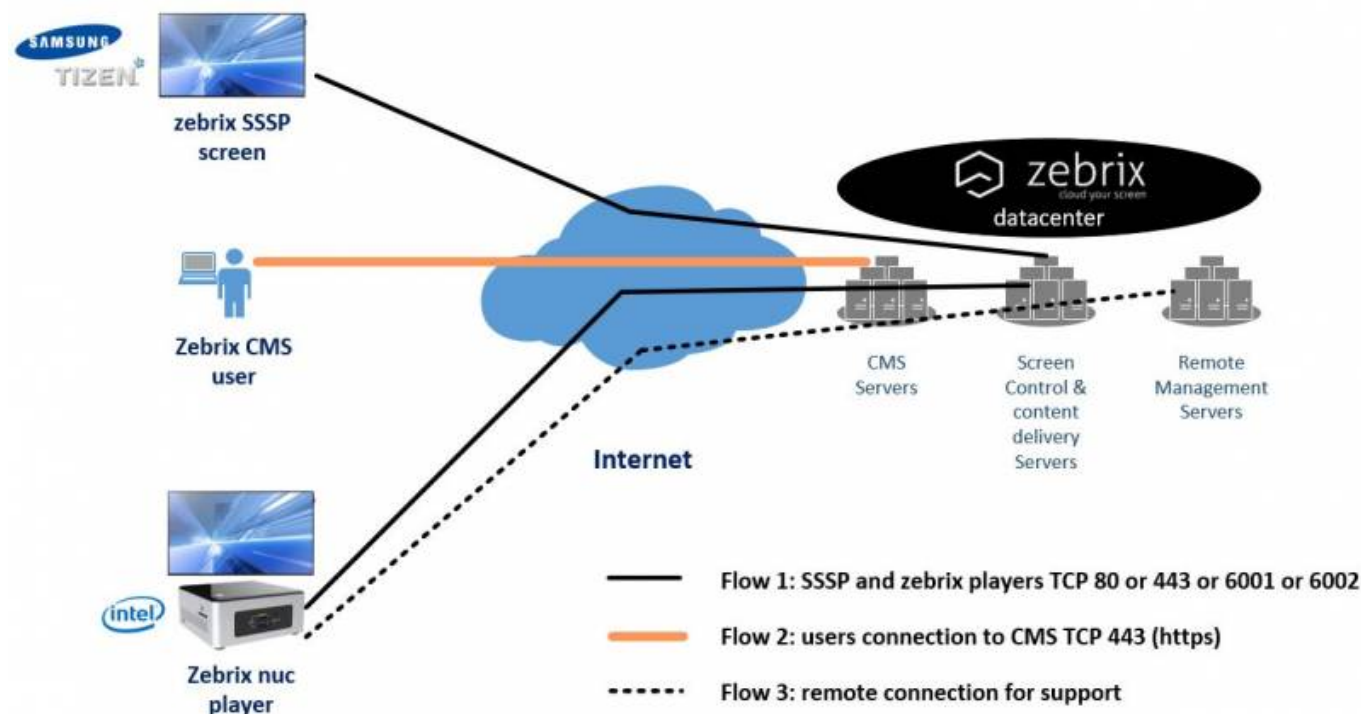 SAMSUNG
TIZEN
zebrix SSSP
screen
zebrix
cloud your screen
datacenter
Zebrix CMS
user
CMS
Servers
Screen
Control &
content
delivery
Servers
Remote
Management
Servers
Internet
intel
Zebrix nuc
player
Flow 1: SSSP and zebrix players TCP 80 or 443 or 6001 or 6002
Flow 2: users connection to CMS TCP 443 (https)
Flow 3: remote connection for support